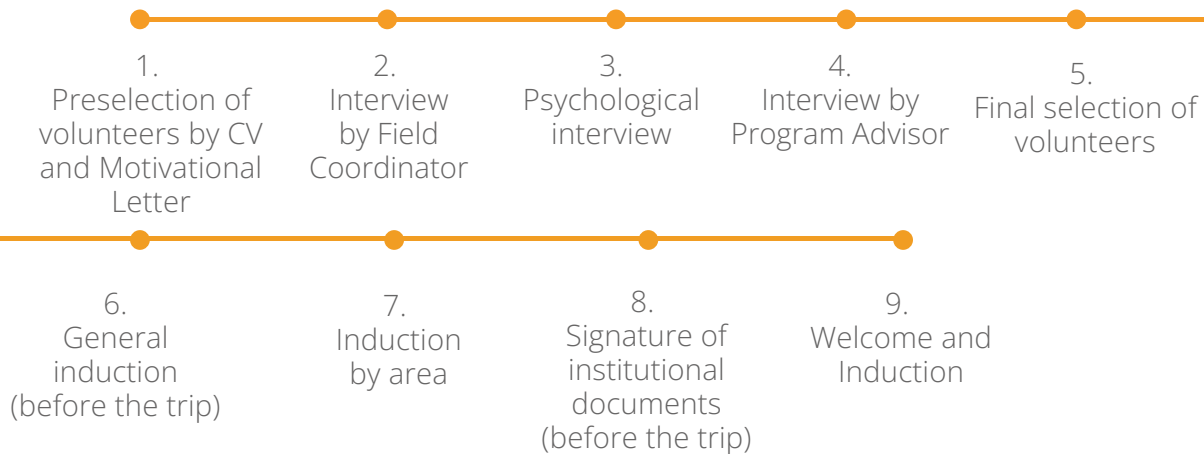 1.
Preselection of
volunteers by CV
and Motivational
Letter
2.
Interview
by Field
Coordinator
3.
Psychological
interview
4.
Interview by
Program Advisor
5.
Final selection of
volunteers
6.
General
induction
(before the trip)
7.
Induction
by area
8.
Signature of
institutional
documents
(before the trip)
9.
Welcome and
Induction